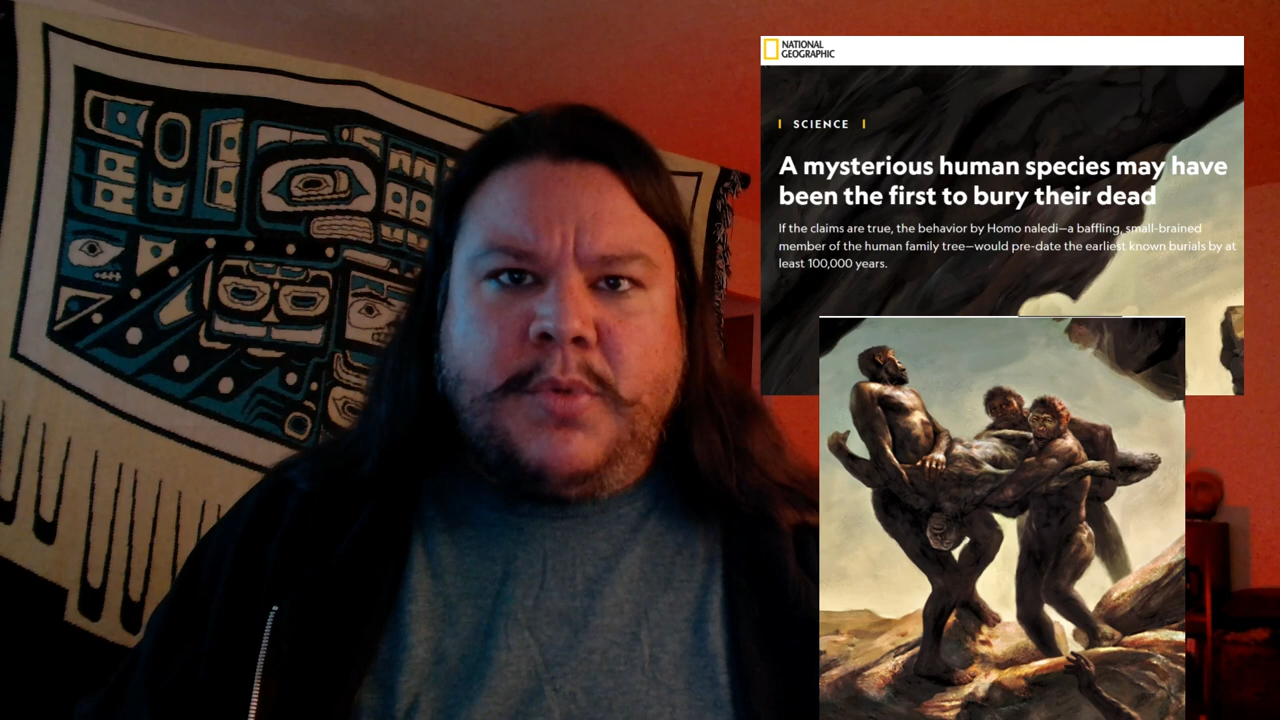 NATIONAL
GEOGRAPHIC
SCIENCE
A mysterious human species may have
been the first to bury their dead
If the claims are true, the behavior by Homo naledi—a baffling, small-brained
member of the human family tree—would pre-date the earliest known burials by at
least 100,000 years.